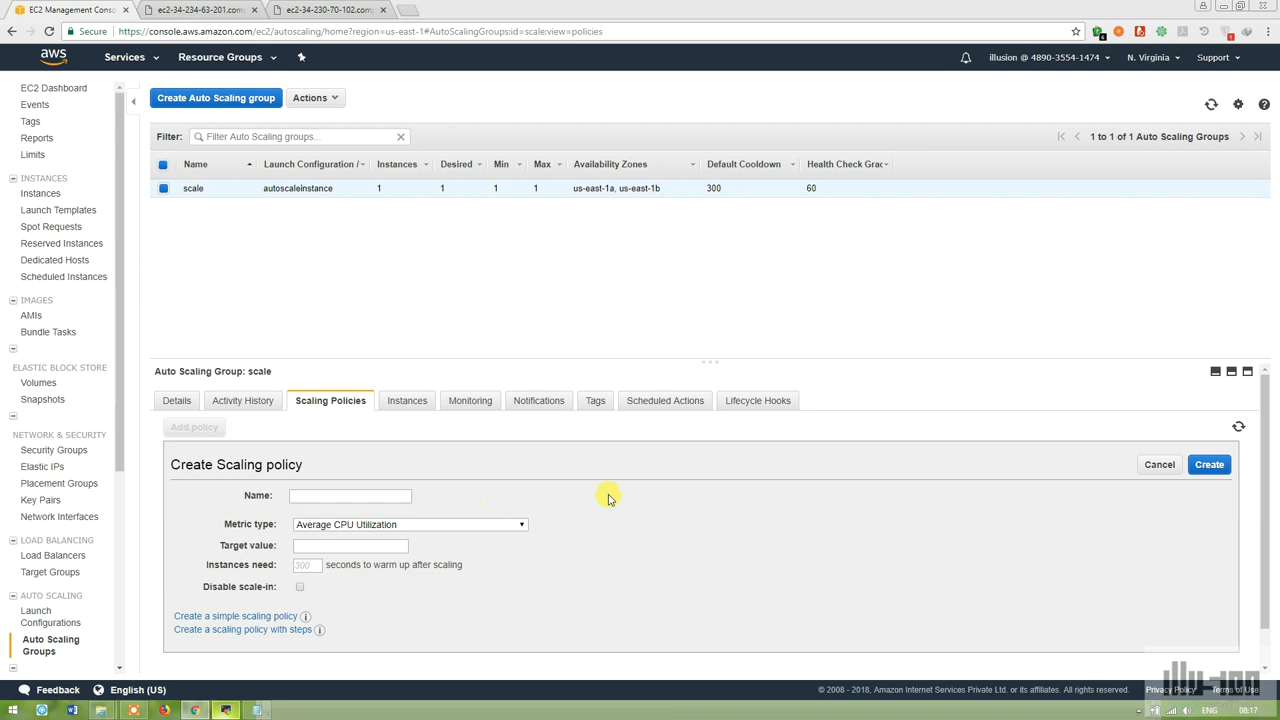 EC2 Management Conso
ec2-34-234-63-201.comp
ec2-34-230-70-102.comp
Secure
https://console.aws.amazon.com/ec2/autoscaling/home?region=us-east-1#AutoScalingGroups:id=scale;view=policies
aws
Services
Resource Groups
illusion @ 4890-3554-1474
N. Virginia
Support
EC2 Dashboard
Events
Tags
Reports
Limits
INSTANCES
Instances
Launch Templates
Spot Requests
Reserved Instances
Dedicated Hosts
Scheduled Instances
IMAGES
AMIs
Bundle Tasks
ELASTIC BLOCK STORE
Volumes
Snapshots
NETWORK & SECURITY
Security Groups
Elastic IPs
Placement Groups
Key Pairs
Network Interfaces
LOAD BALANCING
Load Balancers
Target Groups
AUTO SCALING
Launch
Configurations
Auto Scaling
Groups
Create Auto Scaling group
Actions
Filter:
Filter Auto Scaling groups...
1 to 1 of 1 Auto Scaling Groups
Name
Launch Configuration /
Instances
Desired
Min
Max
Availability Zones
Default Cooldown
Health Check Grac
scale
autoscaleinstance
1
1
1
1
us-east-1a, us-east-1b
300
60
Auto Scaling Group: scale
Details
Activity History
Scaling Policies
Instances
Monitoring
Notifications
Tags
Scheduled Actions
Lifecycle Hooks
Add policy
Create Scaling policy
Cancel
Create
Name:
Metric type:
Average CPU Utilization
Target value:
Instances need:
300
seconds to warm up after scaling
Disable scale-in:
Create a simple scaling policy
Create a scaling policy with steps
Feedback
English (US)
© 2008 - 2018, Amazon Internet Services Private Ltd. or its affiliates. All rights reserved.
Privacy Policy
Terms of Use
ENG
08:17